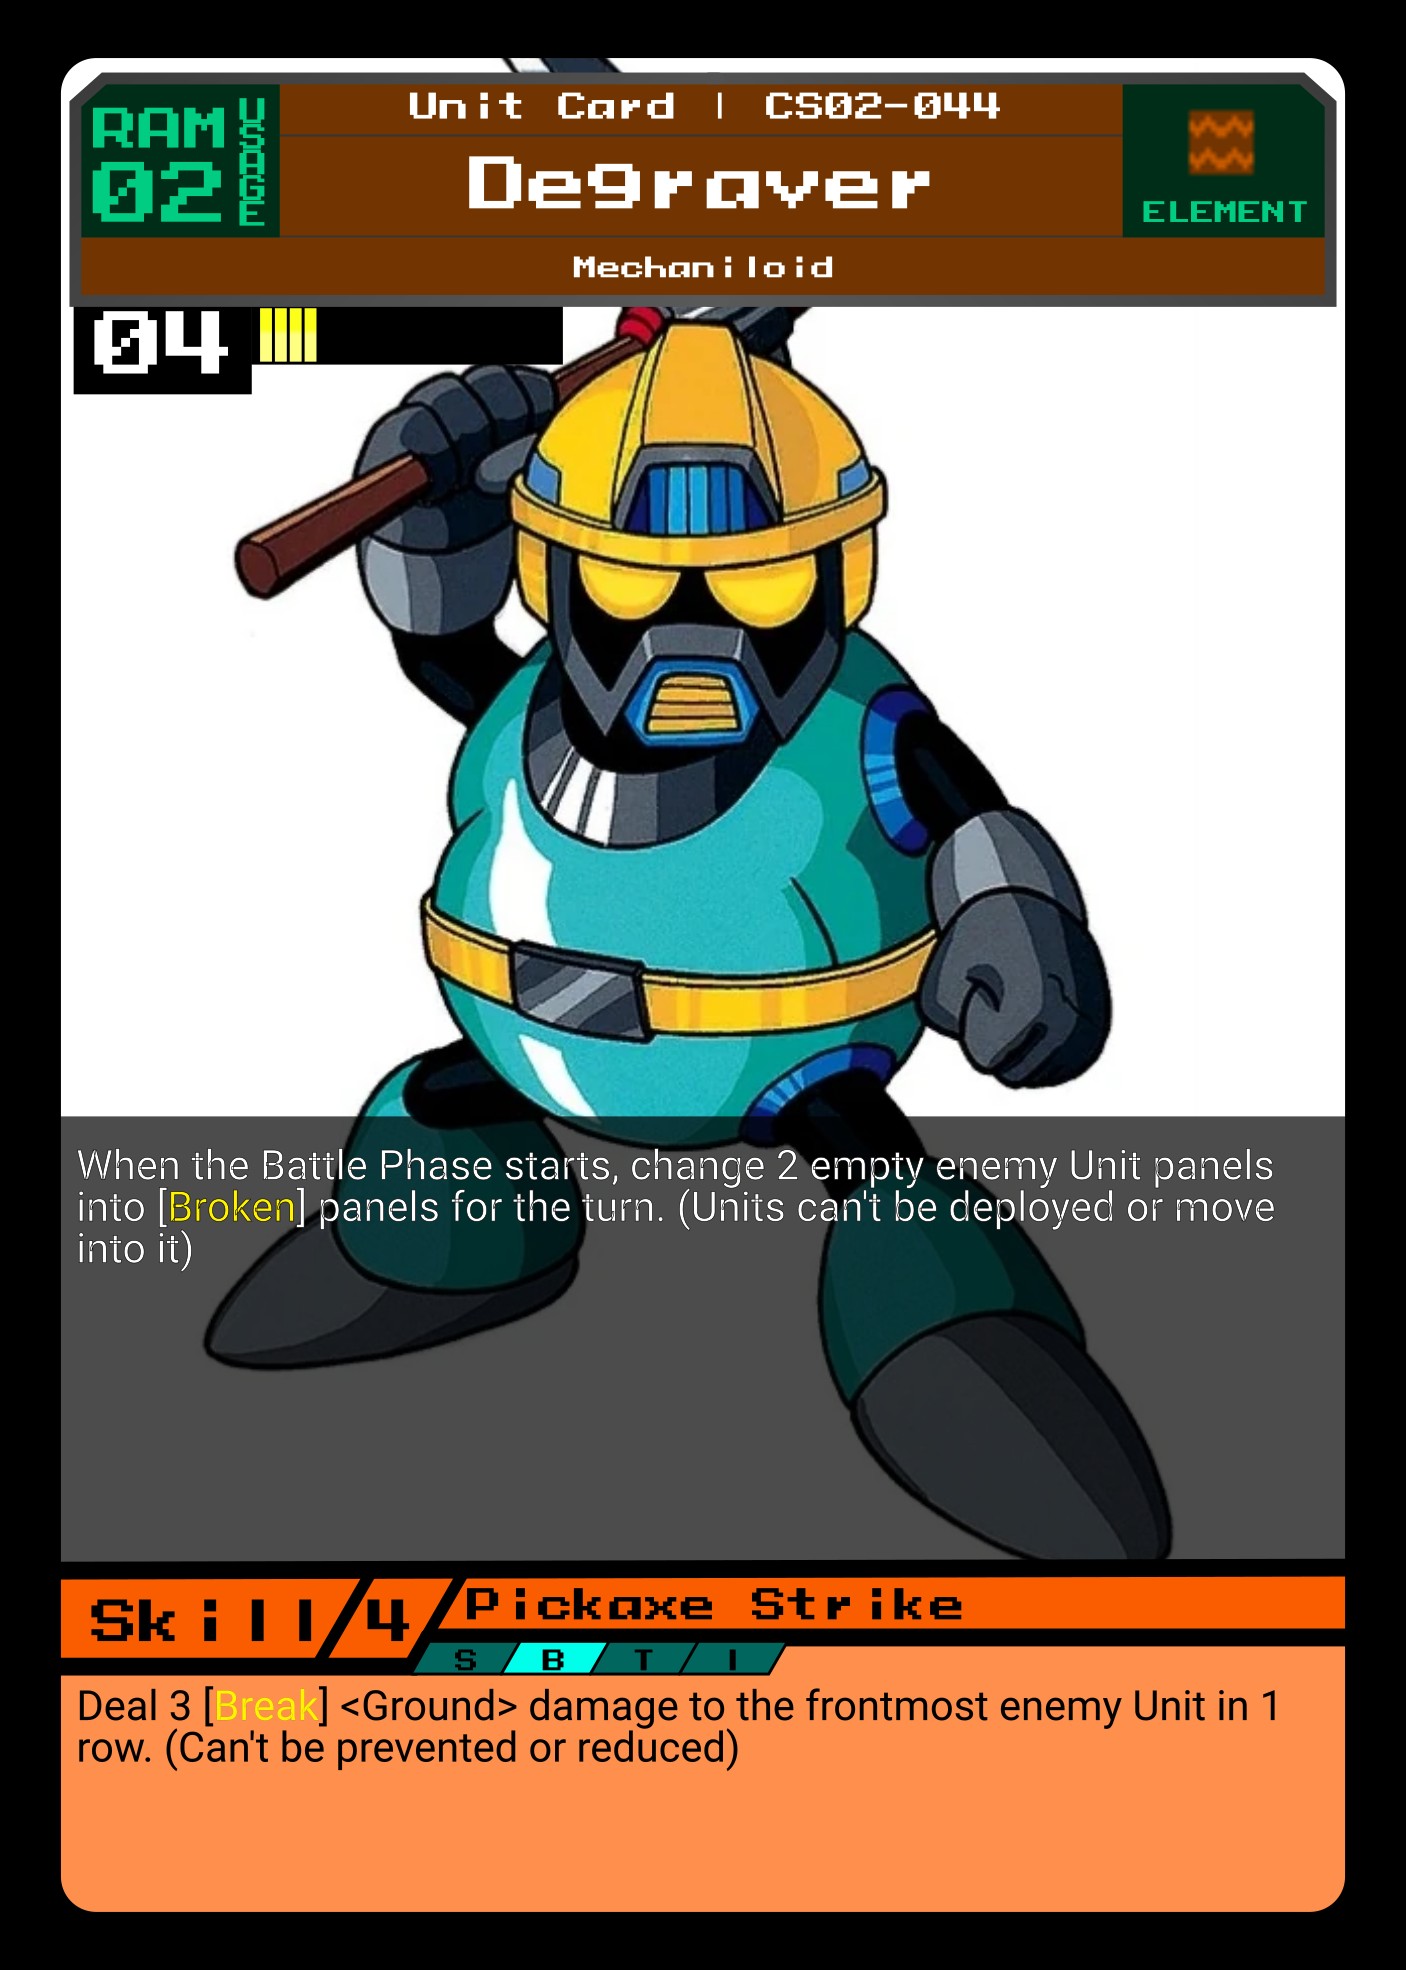 RAM
02
USAGE
Unit Card | CS02-044
Degraver
ELEMENT
Mechaniloid
04
When the Battle Phase starts, change 2 empty enemy Unit panels
into [Broken] panels for the turn. (Units can't be deployed or move
into it)
Skill/4
Pickaxe Strike
S B T I
Deal 3 [Break] <Ground> damage to the frontmost enemy Unit in 1
row. (Can't be prevented or reduced)